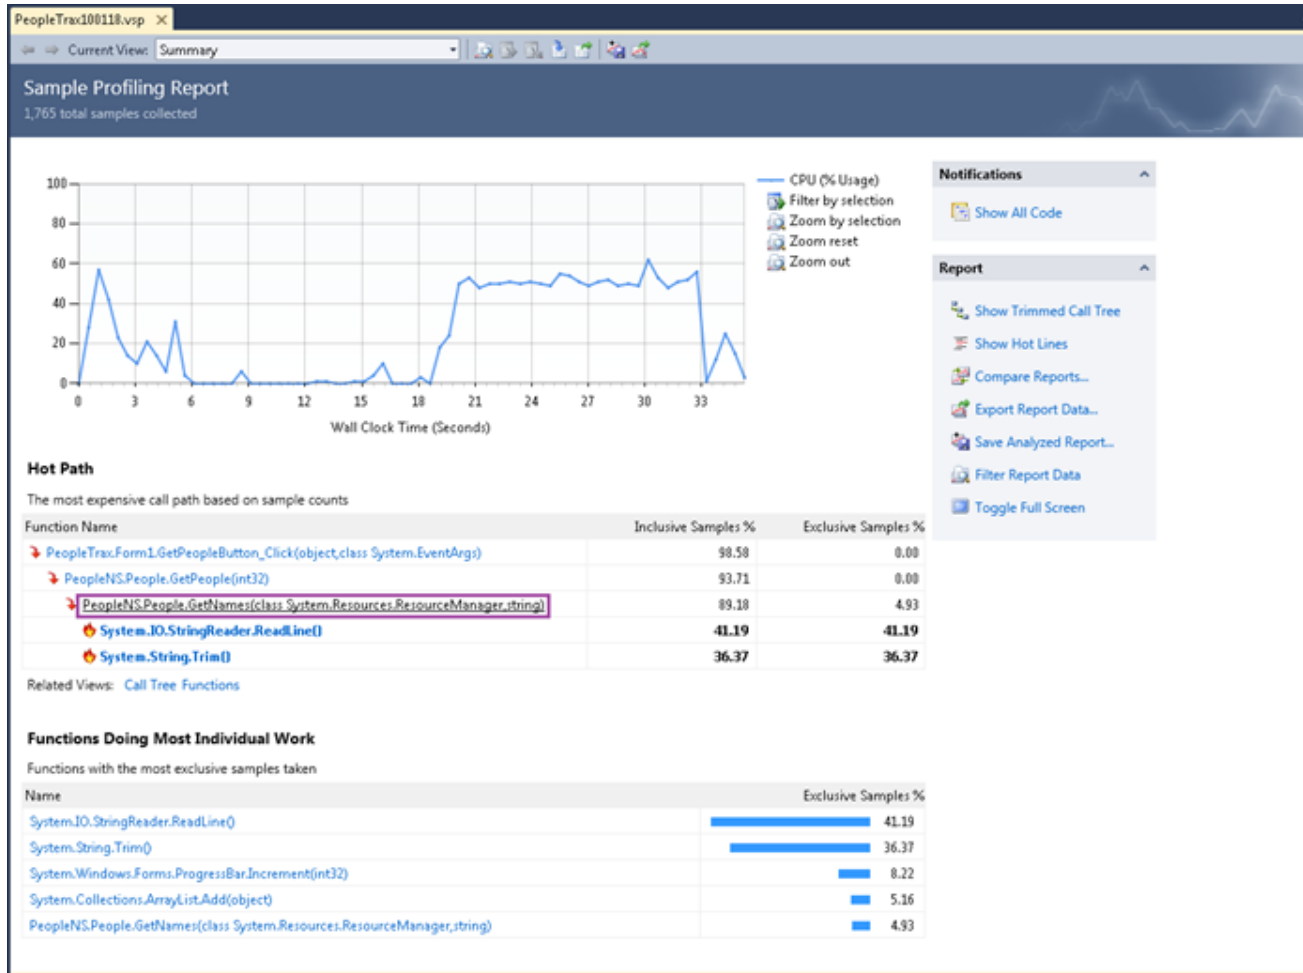 PeopleTrax100118.vsp
Current View: Summary
Sample Profiling Report
1,765 total samples collected
100
80
60
40
20
0
0 3 6 9 12 15 18 21 24 27 30 33
Wall Clock Time (Seconds)
CPU (% Usage)
Filter by selection
Zoom by selection
Zoom reset
Zoom out
Notifications
Show All Code
Report
Show Trimmed Call Tree
Show Hot Lines
Compare Reports...
Export Report Data...
Save Analyzed Report...
Filter Report Data
Toggle Full Screen
Hot Path
The most expensive call path based on sample counts
Function Name Inclusive Samples % Exclusive Samples %
PeopleTrax.Form1.GetPeopleButton_Click(object,class System.EventArgs) 98.58 0.00
PeopleNS.People.GetPeople(int32) 93.71 0.00
PeopleNS.People.GetNames(class System.Resources.ResourceManager,string) 89.18 4.93
System.IO.StringReader.ReadLine() 41.19 41.19
System.String.Trim() 36.37 36.37
Related Views: Call Tree Functions
Functions Doing Most Individual Work
Functions with the most exclusive samples taken
Name Exclusive Samples %
System.IO.StringReader.ReadLine() 41.19
System.String.Trim() 36.37
System.Windows.Forms.ProgressBar.Increment(int32) 8.22
System.Collections.ArrayList.Add(object) 5.16
PeopleNS.People.GetNames(class System.Resources.ResourceManager,string) 4.93